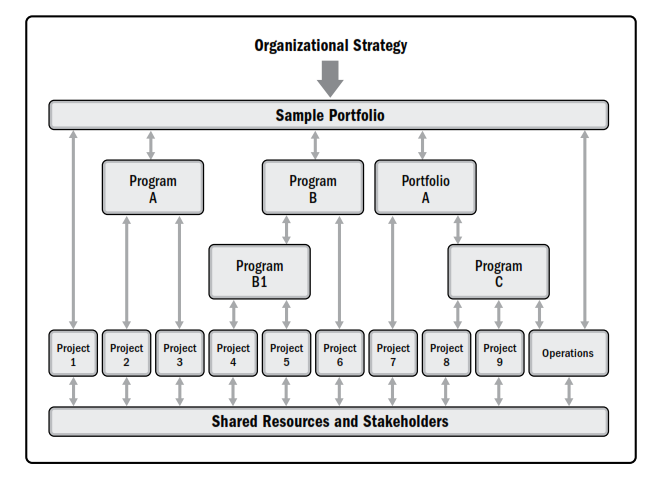 Organizational Strategy
Sample Portfolio
Program
A
Program
B
Portfolio
A
Program
B1
Program
C
Project
1
Project
2
Project
3
Project
4
Project
5
Project
6
Project
7
Project
8
Project
9
Operations
Shared Resources and Stakeholders